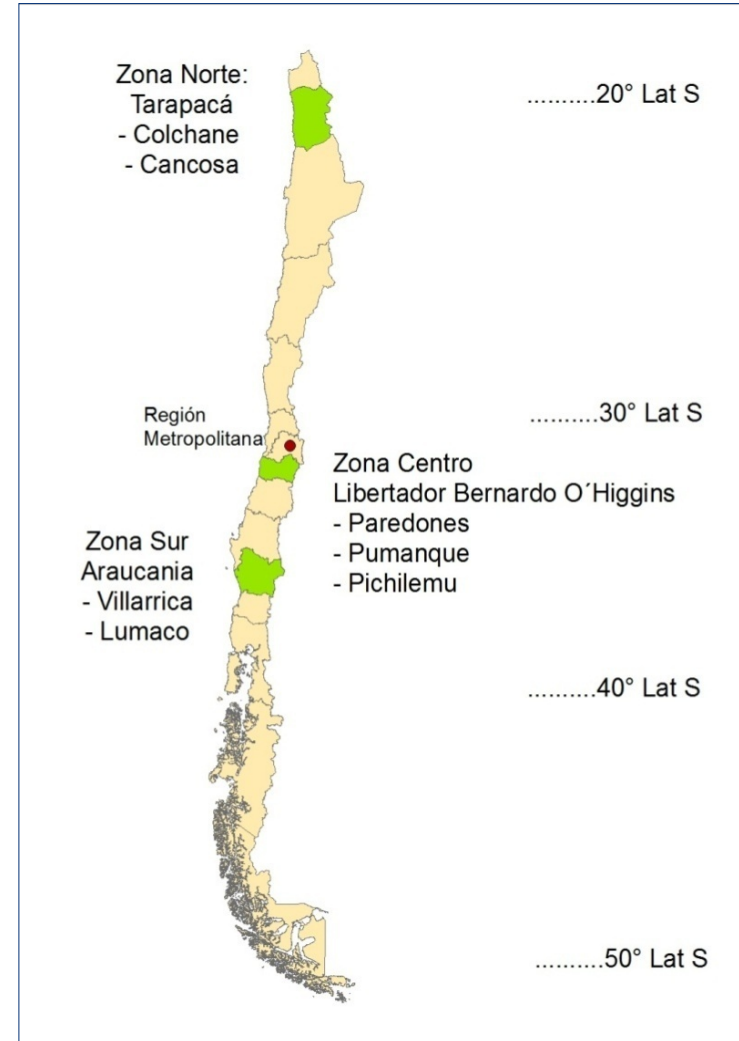 Zona Norte:
Tarapacá
- Colchane
- Cancosa
..........20° Lat S
Región
Metropolitana
..........30° Lat S
Zona Centro
Libertador Bernardo O´Higgins
- Paredones
- Pumanque
- Pichilemu
Zona Sur
Araucania
- Villarrica
- Lumaco
..........40° Lat S
..........50° Lat S